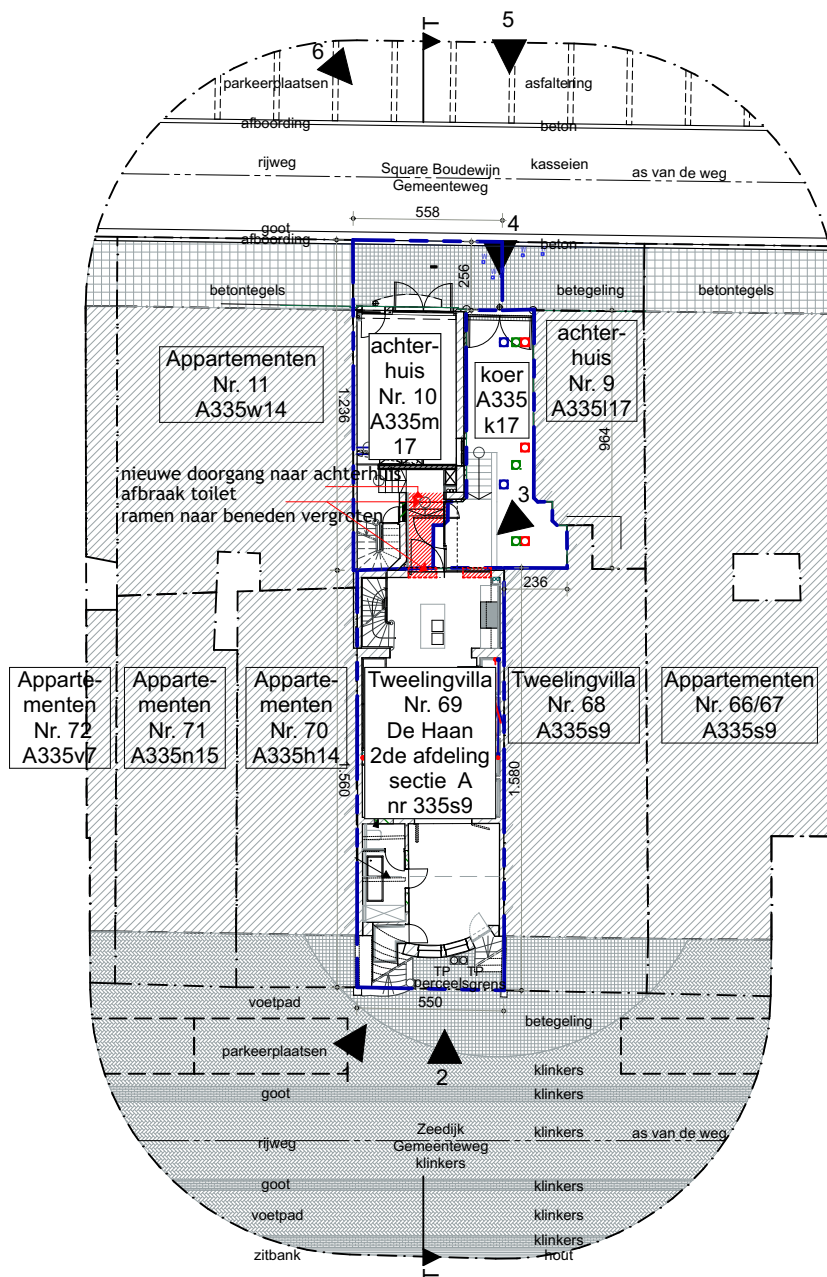 5
6
parkeerplaatsen
asfaltering
afboording
beton
rijweg
Square Boudewijn
Gemeenteweg
kasseien
as van de weg
558
goot
afboording
4
beton
256
betontegels
betegeling
betontegels
Appartementen
Nr. 11
A335w14
achter-
huis
Nr. 10
A335m
17
koer
A335
k17
achter-
huis
Nr. 9
A335l17
1.236
964
nieuwe doorgang naar achterhuis
afbraak toilet
ramen naar beneden vergroten
3
236
Apparte-
menten
Nr. 72
A335v7
Apparte-
menten
Nr. 71
A335n15
Apparte-
menten
Nr. 70
A335h14
Tweelingvilla
Nr. 69
De Haan
2de afdeling
sectie A
nr 335s9
Tweelingvilla
Nr. 68
A335s9
Appartementen
Nr. 66/67
A335s9
1.560
1.580
TP TP
perceelsgrens
voetpad
550
betegeling
parkeerplaatsen
2
klinkers
goot
klinkers
rijweg
Zeedijk
Gemeenteweg
klinkers
klinkers
as van de weg
goot
klinkers
voetpad
klinkers
klinkers
zitbank
hout